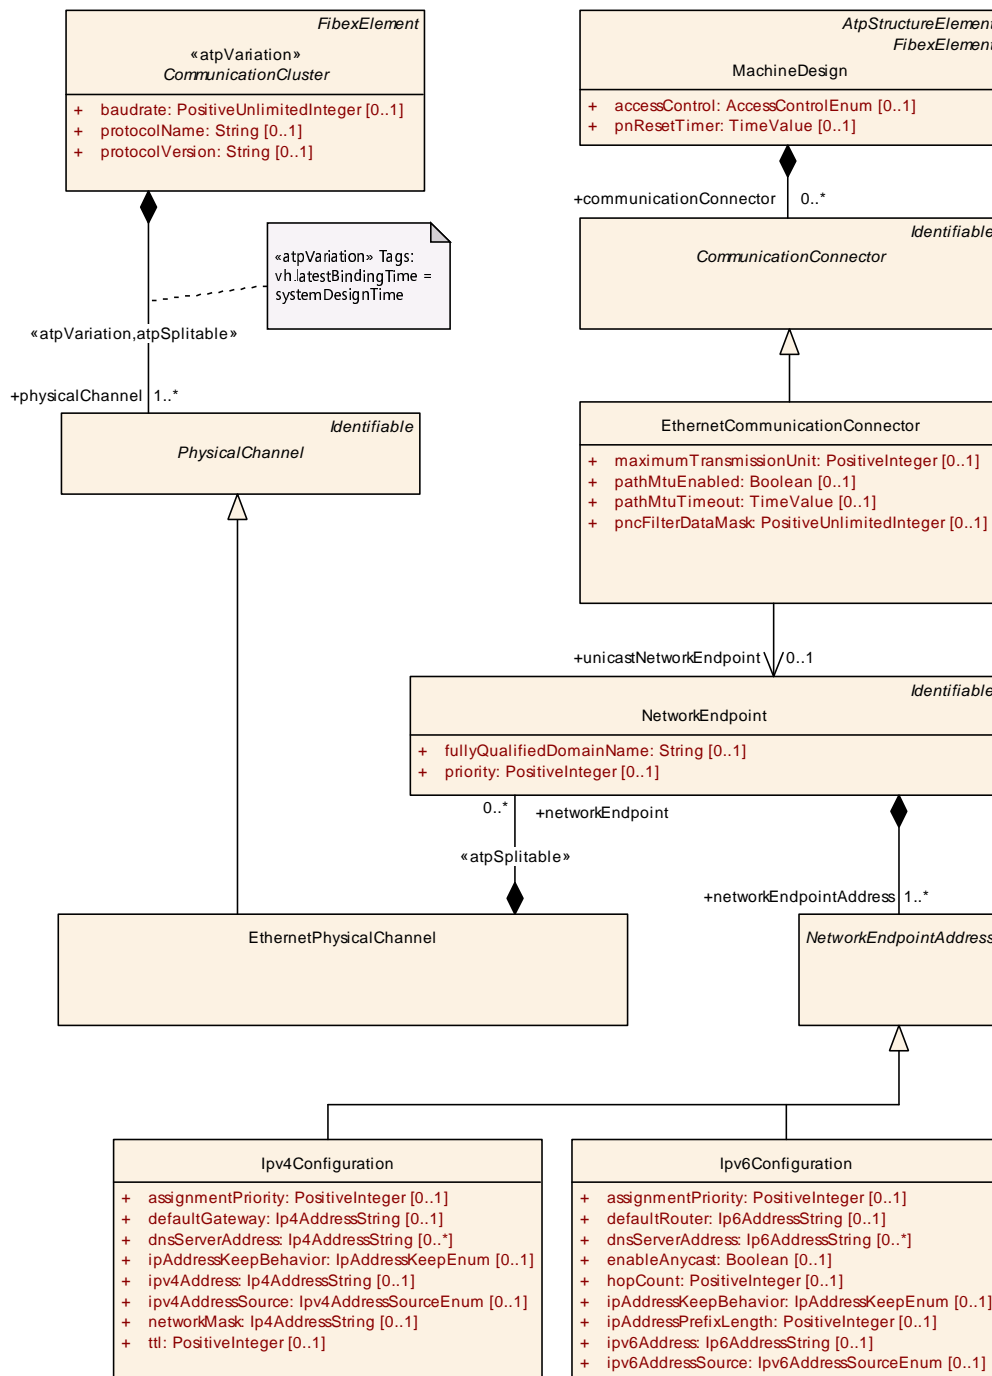 FibexElement
«atpVariation»
CommunicationCluster
+ baudrate: PositiveUnlimitedInteger [0..1]
+ protocolName: String [0..1]
+ protocolVersion: String [0..1]
AtpStructureElement
FibexElement
MachineDesign
+ accessControl: AccessControlEnum [0..1]
+ pnResetTimer: TimeValue [0..1]
+communicationConnector 0..*
«atpVariation» Tags:
vh.latestBindingTime =
systemDesignTime
Identifiable
CommunicationConnector
«atpVariation,atpSplitable»
+physicalChannel 1..*
Identifiable
PhysicalChannel
EthernetCommunicationConnector
+ maximumTransmissionUnit: PositiveInteger [0..1]
+ pathMtuEnabled: Boolean [0..1]
+ pathMtuTimeout: TimeValue [0..1]
+ pncFilterDataMask: PositiveUnlimitedInteger [0..1]
+unicastNetworkEndpoint 0..1
Identifiable
NetworkEndpoint
+ fullyQualifiedDomainName: String [0..1]
+ priority: PositiveInteger [0..1]
0..* +networkEndpoint
«atpSplitable»
+networkEndpointAddress 1..*
EthernetPhysicalChannel
NetworkEndpointAddress
Ipv4Configuration
+ assignmentPriority: PositiveInteger [0..1]
+ defaultGateway: Ip4AddressString [0..1]
+ dnsServerAddress: Ip4AddressString [0..*]
+ ipAddressKeepBehavior: IpAddressKeepEnum [0..1]
+ ipv4Address: Ip4AddressString [0..1]
+ ipv4AddressSource: Ipv4AddressSourceEnum [0..1]
+ networkMask: Ip4AddressString [0..1]
+ ttl: PositiveInteger [0..1]
Ipv6Configuration
+ assignmentPriority: PositiveInteger [0..1]
+ defaultRouter: Ip6AddressString [0..1]
+ dnsServerAddress: Ip6AddressString [0..*]
+ enableAnycast: Boolean [0..1]
+ hopCount: PositiveInteger [0..1]
+ ipAddressKeepBehavior: IpAddressKeepEnum [0..1]
+ ipAddressPrefixLength: PositiveInteger [0..1]
+ ipv6Address: Ip6AddressString [0..1]
+ ipv6AddressSource: Ipv6AddressSourceEnum [0..1]